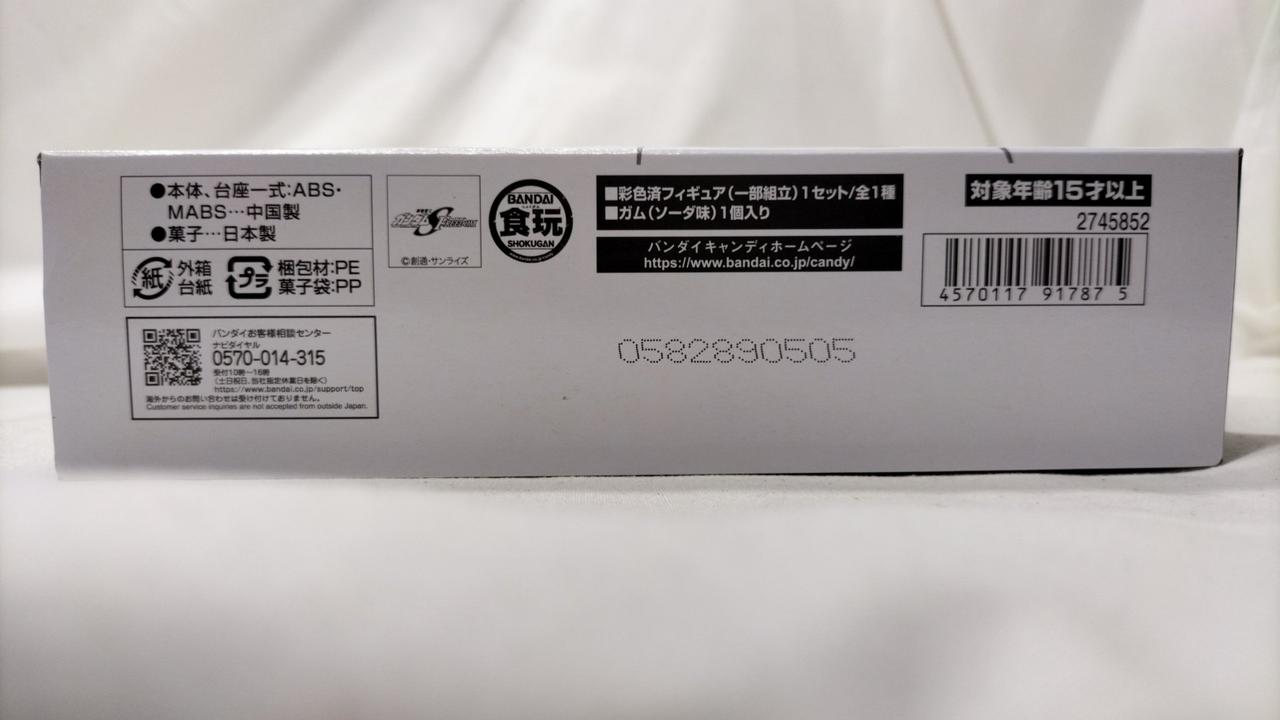 ●本体、台座一式：ABS・
MABS…中国製
●菓子…日本製
紙
外箱
台紙
プラ
梱包材：PE
菓子袋：PP
バンダイお客様相談センター
ナビダイヤル
0570-014-315
受付10時～16時
（土日祝日、当社指定休業日を除く）
https://www.bandai.co.jp/support/top
海外からのお問い合わせは受け付けておりません。
Customer service inquiries are not accepted from outside Japan.
SEED FREEDOM
©創通・サンライズ
BANDAI
食玩
SHOKUGAN
■彩色済フィギュア（一部組立）1セット/全1種
■ガム（ソーダ味）1個入り
バンダイキャンディホームページ
https://www.bandai.co.jp/candy/
0582890505
対象年齢15才以上
2745852
4570117 91787 5